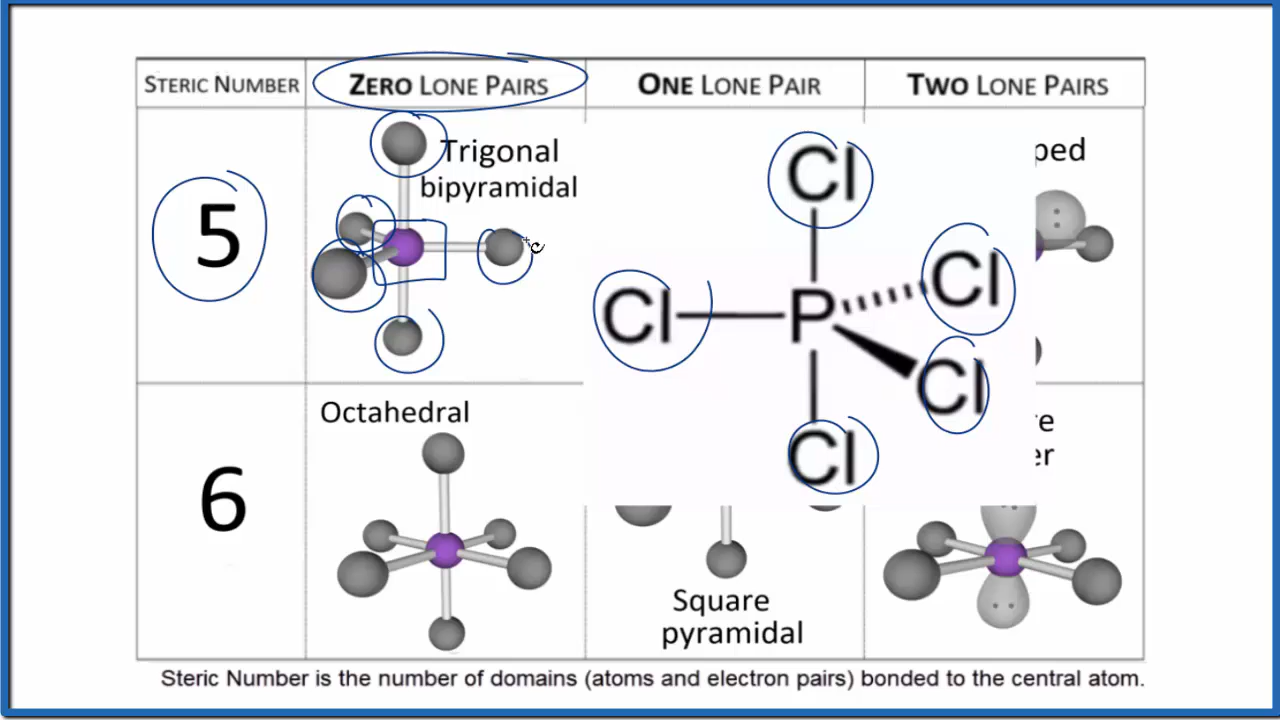 STERIC NUMBER
ZERO LONE PAIRS
ONE LONE PAIR
TWO LONE PAIRS
5
Trigonal
bipyramidal
Cl
Cl
P
Cl
Cl
Cl
6
Octahedral
Square
pyramidal
Steric Number is the number of domains (atoms and electron pairs) bonded to the central atom.